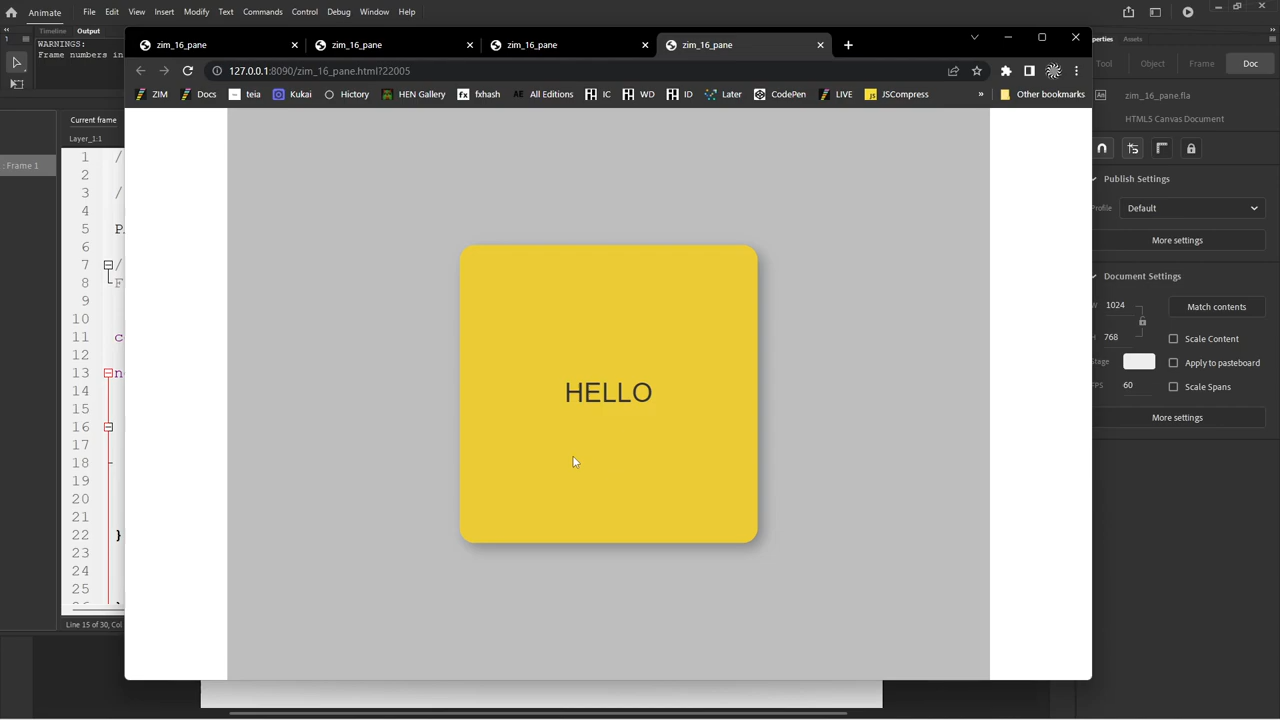 Animate File Edit View Insert Modify Text Commands Control Debug Window Help
Timeline Output
WARNINGS:
Frame numbers in
zim_16_pane zim_16_pane zim_16_pane zim_16_pane
127.0.0.1:8090/zim_16_pane.html?22005
ZIM Docs teia Kukai Hictory HEN Gallery fxhash All Editions IC WD ID Later CodePen LIVE JSCompress » Other bookmarks
Current frame
Layer_1:1
: Frame 1
1 /
2
3 /
4
5
6
7 /
8
9
10
11 c
12
13 n
14
15
16
17
18
19
20
21
22 }
23
24
25
Line 15 of 30, Col
HELLO
Assets
Tool Object Frame Doc
zim_16_pane.fla
HTML5 Canvas Document
Publish Settings
Profile Default
More settings
Document Settings
W 1024 Match contents
H 768 Scale Content
Stage Apply to pasteboard
FPS 60 Scale Spans
More settings